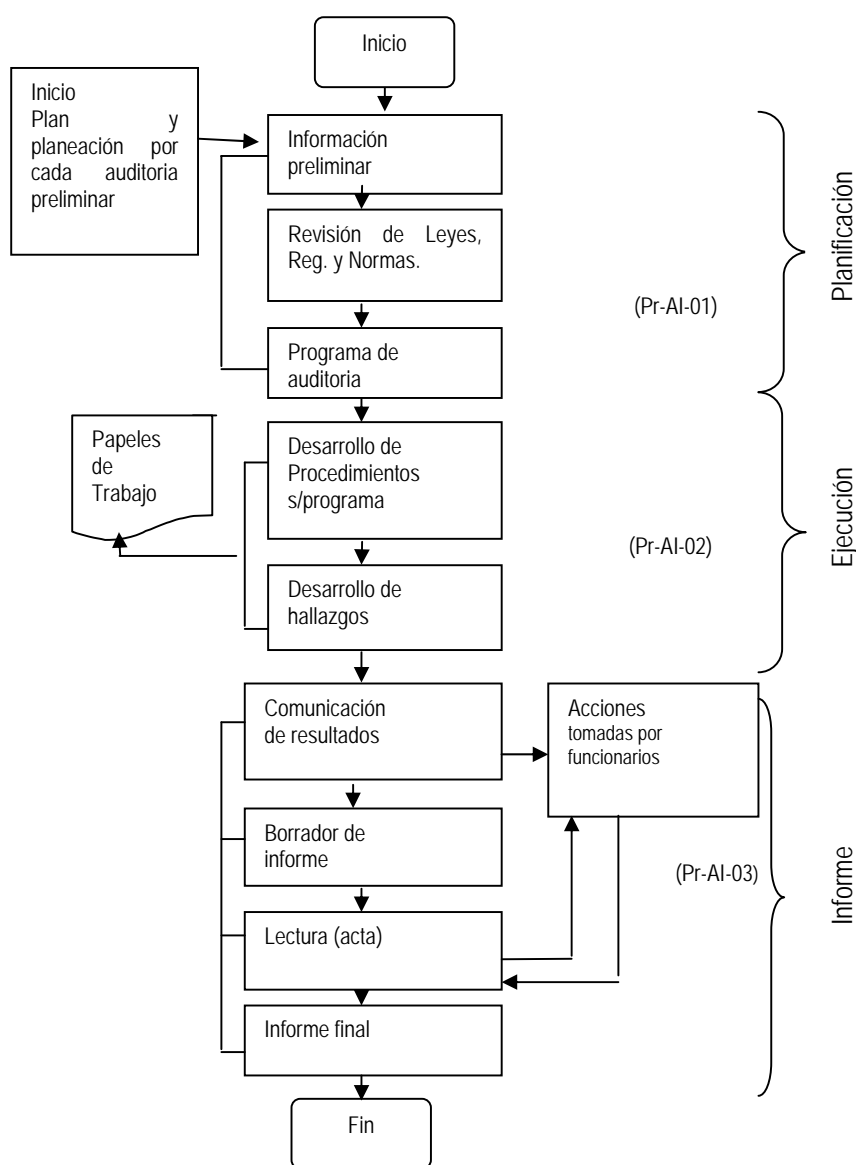 Inicio
Inicio
Plan y
planeación por
cada auditoria
preliminar
Información
preliminar
Revisión de Leyes,
Reg. y Normas.
(Pr-AI-01)
Planificación
Programa de
auditoria
Papeles
de
Trabajo
Desarrollo de
Procedimientos
s/programa
(Pr-AI-02)
Ejecución
Desarrollo de
hallazgos
Comunicación
de resultados
Acciones
tomadas por
funcionarios
Borrador de
informe
(Pr-AI-03)
Informe
Lectura (acta)
Informe final
Fin